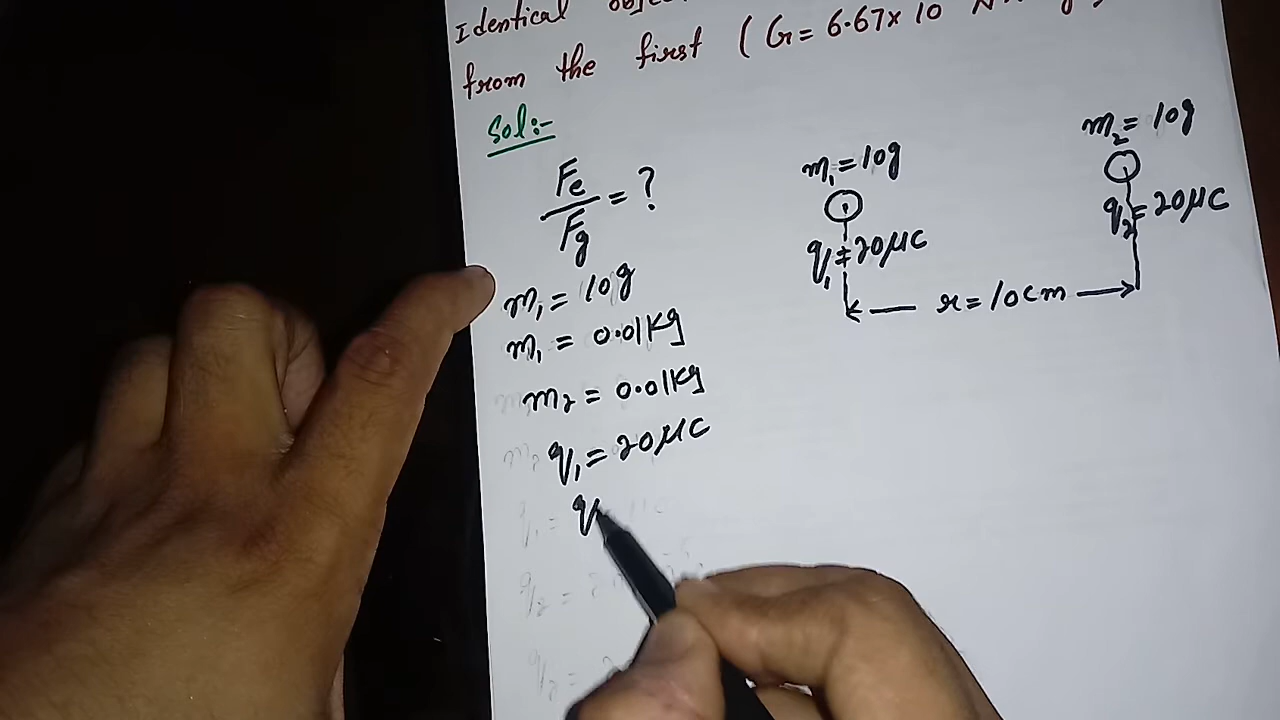 Identical
from the first (G = 6.67 × 10
Sol:-
Fe/Fg = ?
m₁ = 10g
m₁ = 0.01kg
m₂ = 0.01kg
q₁ = 20μC
q
m₁ = 10g
q₁ = 20μC
m₂ = 10g
q₂ = 20μC
r = 10cm